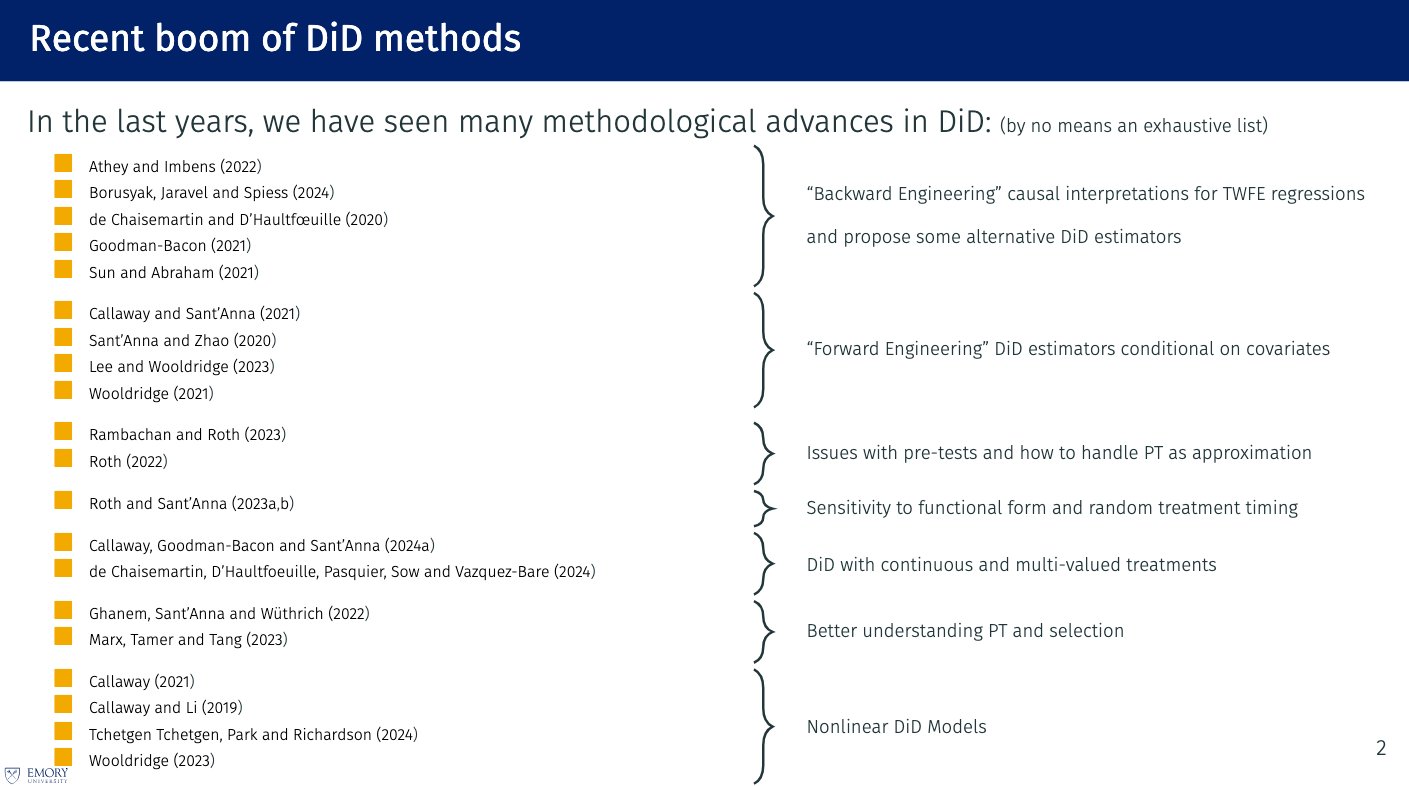 Recent boom of DiD methods
In the last years, we have seen many methodological advances in DiD: (by no means an exhaustive list)
Athey and Imbens (2022)
Borusyak, Jaravel and Spiess (2024)
de Chaisemartin and D’Haultfœuille (2020)
Goodman-Bacon (2021)
Sun and Abraham (2021)
“Backward Engineering” causal interpretations for TWFE regressions
and propose some alternative DiD estimators
Callaway and Sant’Anna (2021)
Sant’Anna and Zhao (2020)
Lee and Wooldridge (2023)
Wooldridge (2021)
“Forward Engineering” DiD estimators conditional on covariates
Rambachan and Roth (2023)
Roth (2022)
Issues with pre-tests and how to handle PT as approximation
Roth and Sant’Anna (2023a,b)
Sensitivity to functional form and random treatment timing
Callaway, Goodman-Bacon and Sant’Anna (2024a)
de Chaisemartin, D’Haultfoeuille, Pasquier, Sow and Vazquez-Bare (2024)
DiD with continuous and multi-valued treatments
Ghanem, Sant’Anna and Wüthrich (2022)
Marx, Tamer and Tang (2023)
Better understanding PT and selection
Callaway (2021)
Callaway and Li (2019)
Tchetgen Tchetgen, Park and Richardson (2024)
Wooldridge (2023)
Nonlinear DiD Models
EMORY
UNIVERSITY
2